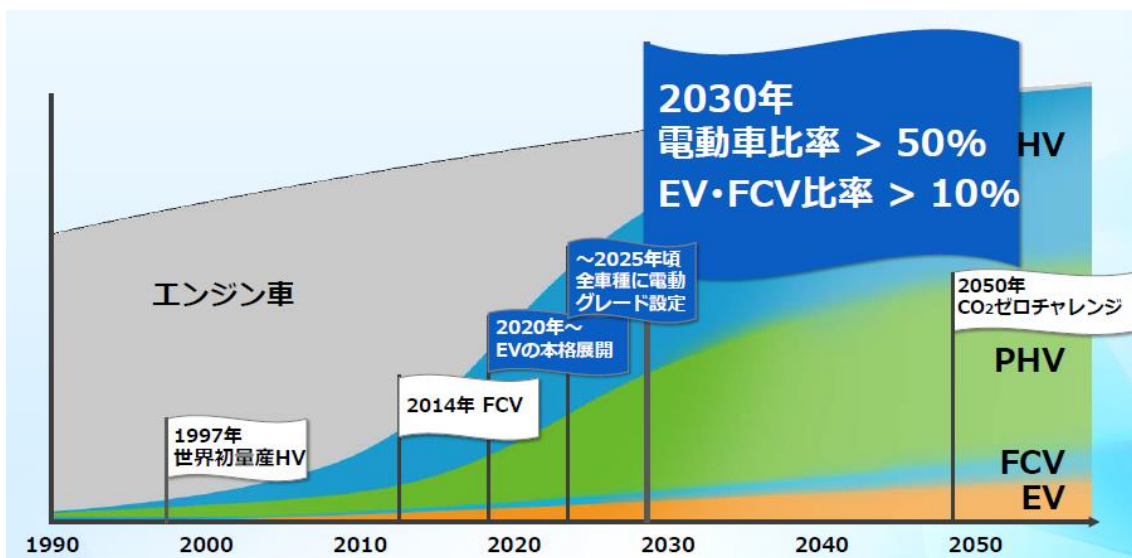 2030年
電動車比率 > 50%
EV・FCV比率 > 10%
HV
エンジン車
～2025年頃
全車種に電動
グレード設定
2050年
CO₂ゼロチャレンジ
2020年～
EVの本格展開
PHV
2014年 FCV
1997年
世界初量産HV
FCV
EV
1990 2000 2010 2020 2030 2040 2050